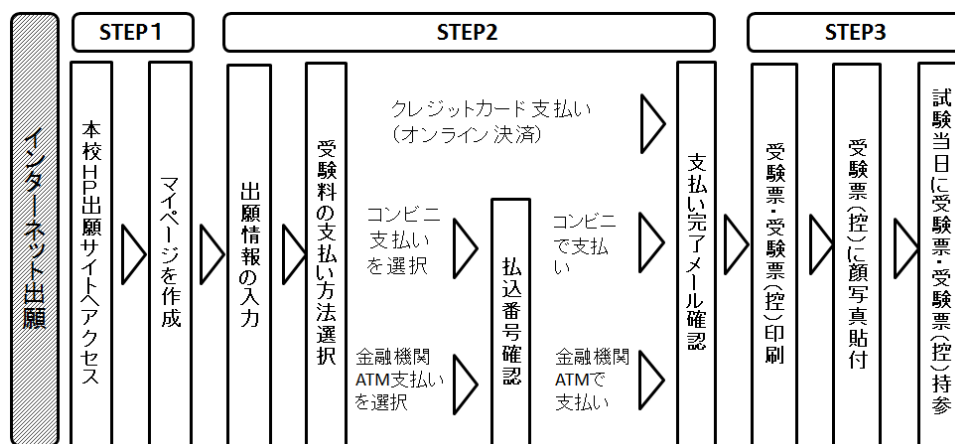 インターネット出願
STEP1
本校HP出願サイトへアクセス
マイページを作成
STEP2
出願情報の入力
受験料の支払い方法選択
クレジットカード支払い
（オンライン決済）
コンビニ
支払い
を選択
金融機関
ATM支払い
を選択
払込番号確認
コンビニ
で支払
い
金融機関
ATMで
支払い
支払い完了メール確認
STEP3
受験票・受験票(控)印刷
受験票(控)に顔写真貼付
試験当日に受験票・受験票(控)持参